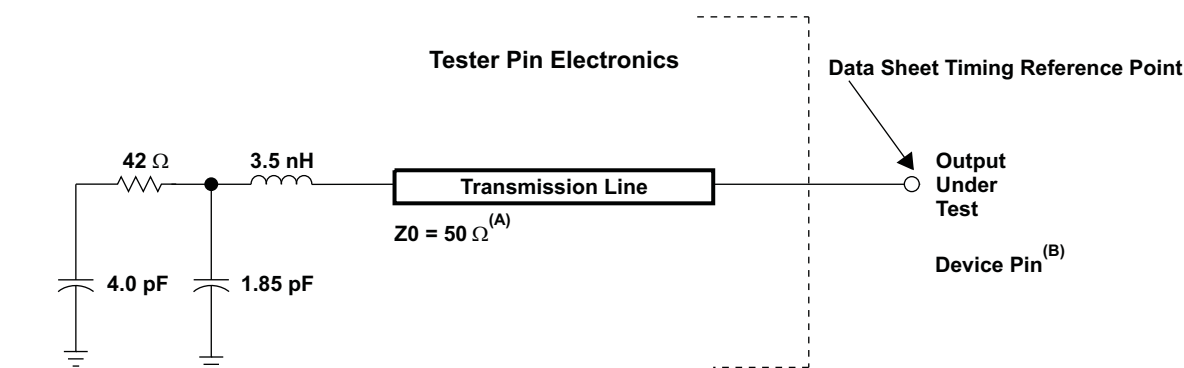 Tester Pin Electronics
Data Sheet Timing Reference Point
42 Ω
3.5 nH
Transmission Line
Z0 = 50 Ω(A)
4.0 pF
1.85 pF
Output
Under
Test
Device Pin(B)